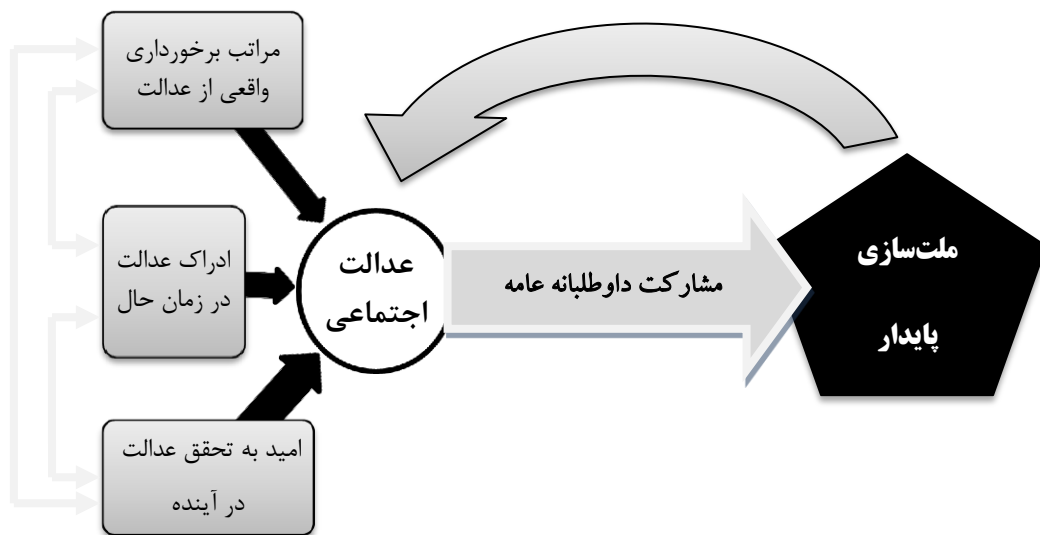 مراتب برخورداری
واقعی از عدالت
ادراک عدالت
در زمان حال
امید به تحقق عدالت
در آینده
عدالت
اجتماعی
مشارکت داوطلبانه عامه
ملت‌سازی
پایدار